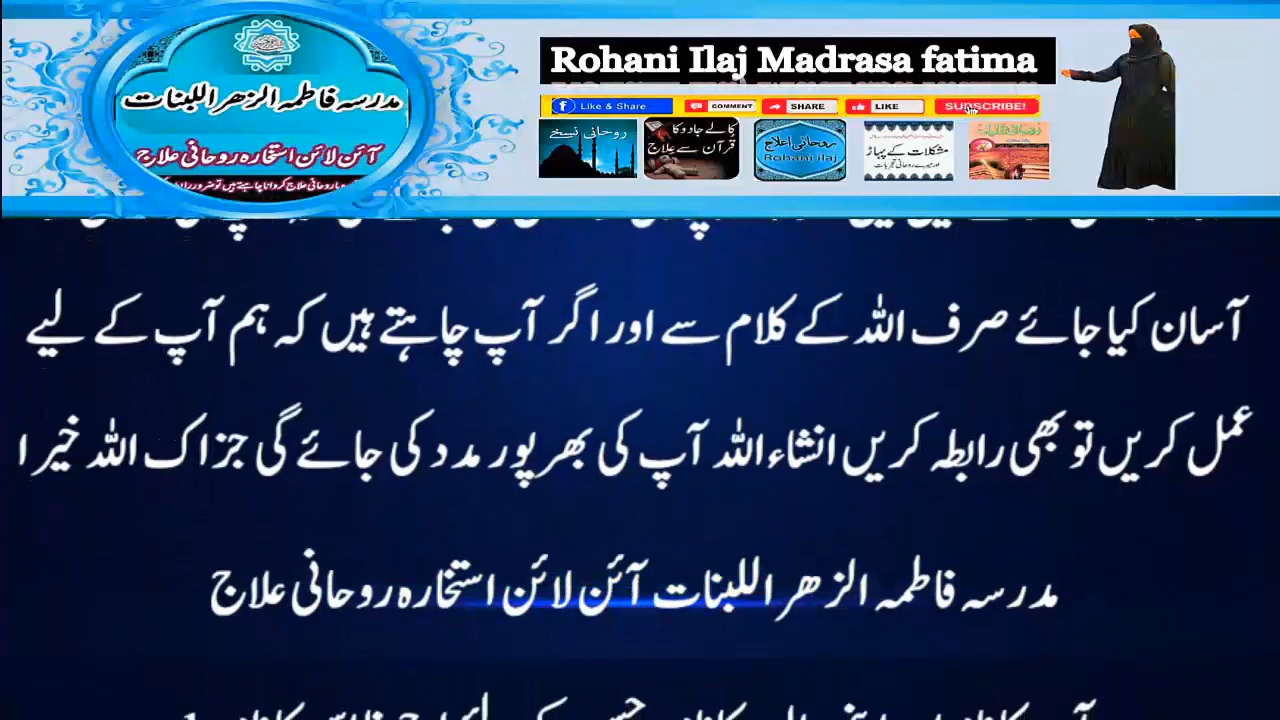 مدرسہ فاطمہ الزھراللبنات
آئن لائن استخارہ روحانی علاج
Rohani Ilaj Madrasa fatima
Like & Share
COMMENT
SHARE
LIKE
SUBSCRIBE!
روحانی نسخ
کالے جادو کا
قرآن سے علاج
روحانی علاج
Rohani ilaj
مشکلات کے پہاڑ
آسان کیا جائے صرف اللہ کے کلام سے اور اگر آپ چاہتے ہیں کہ ہم آپ کے لیے
عمل کریں تو بھی رابطہ کریں انشاءاللہ آپ کی بھرپور مدد کی جائے گی جزاک اللہ خیرا
مدرسہ فاطمہ الزھراللبنات آئن لائن استخارہ روحانی علاج